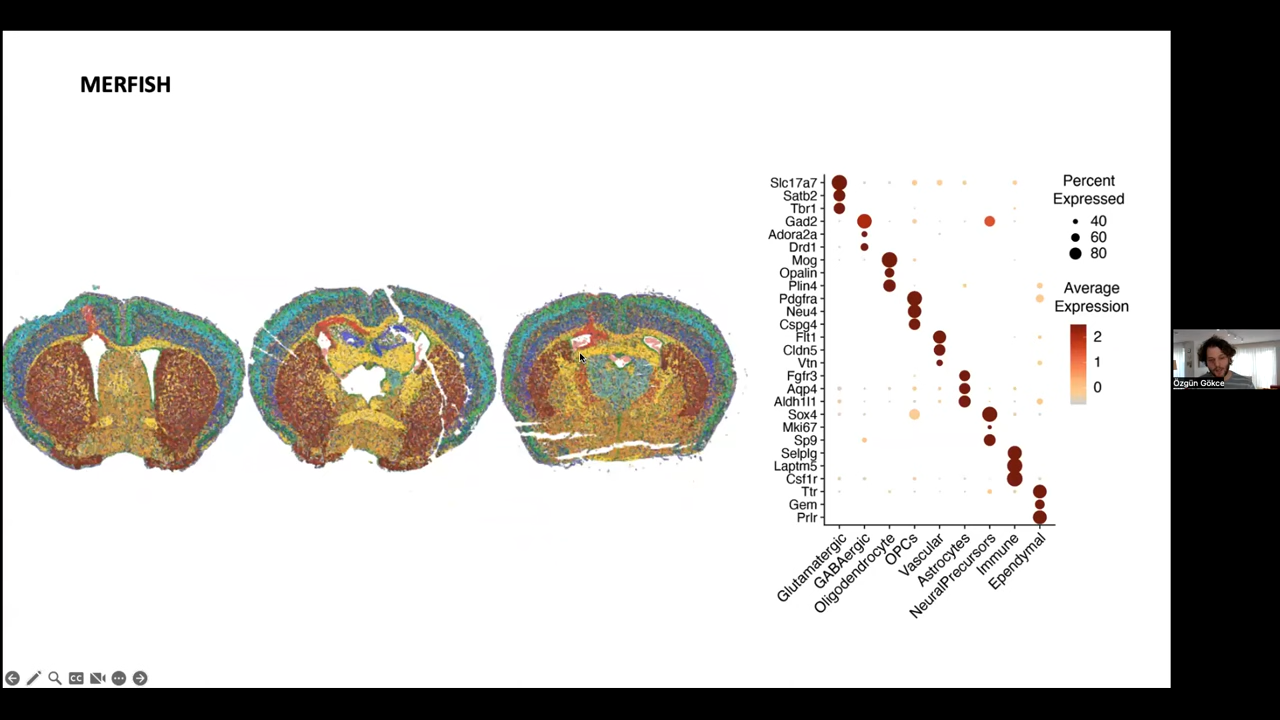 MERFISH
Slc17a7
Satb2
Tbr1
Gad2
Adora2a
Drd1
Mog
Opalin
Plin4
Pdgfra
Neu4
Cspg4
Flt1
Cldn5
Vtn
Fgfr3
Aqp4
Aldh1l1
Sox4
Mki67
Sp9
Selplg
Laptm5
Csf1r
Ttr
Gem
Prlr
Glutamatergic
GABAergic
Oligodendrocyte
OPCs
Vascular
Astrocytes
NeuralPrecursors
Immune
Ependymal
Percent
Expressed
40
60
80
Average
Expression
2
1
0
Özgün Gökce
CC